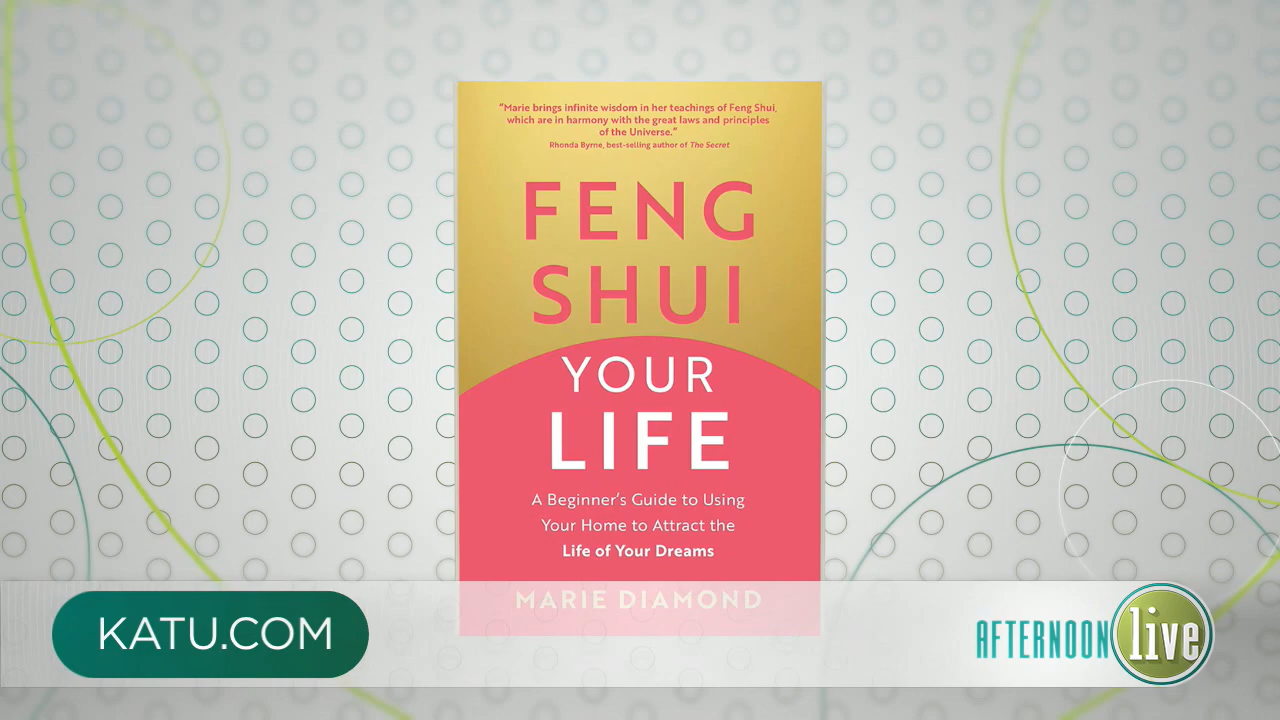 “Marie brings infinite wisdom in her teachings of Feng Shui,
which are in harmony with the great laws and principles
of the Universe.”
Rhonda Byrne, best-selling author of The Secret
FENG
SHUI
YOUR
LIFE
A Beginner’s Guide to Using
Your Home to Attract the
Life of Your Dreams
MARIE DIAMOND
KATU.COM
AFTERNOON live